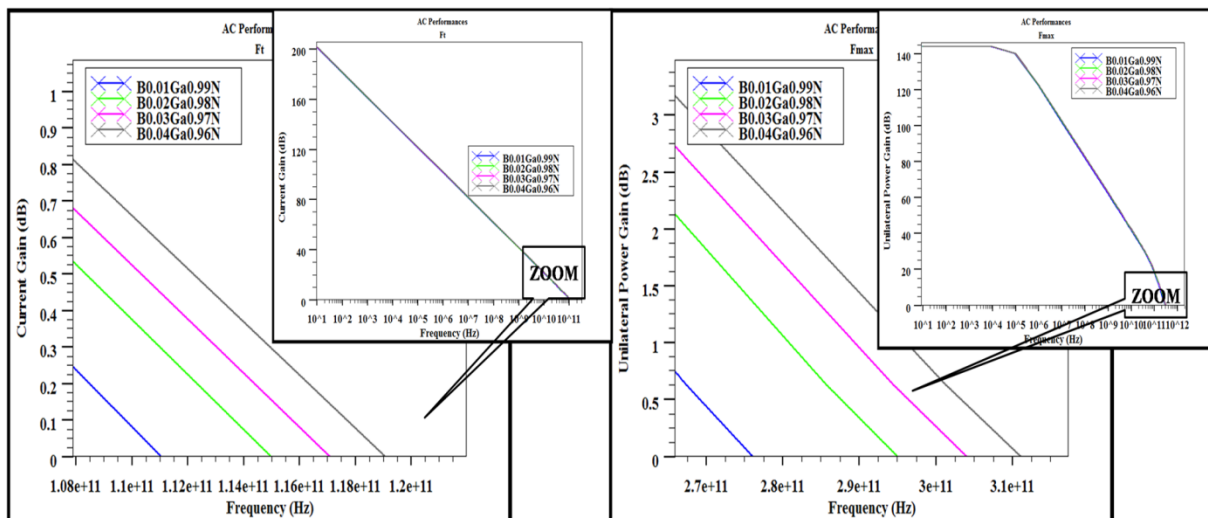 AC Performances
Ft
B0.01Ga0.99N
B0.02Ga0.98N
B0.03Ga0.97N
B0.04Ga0.96N
Current Gain (dB)
1
0.9
0.8
0.7
0.6
0.5
0.4
0.3
0.2
0.1
0
1.08e+11 1.1e+11 1.12e+11 1.14e+11 1.16e+11 1.18e+11 1.2e+11
Frequency (Hz)
AC Performances
Ft
200
160
120
80
40
0
Current Gain (dB)
B0.01Ga0.99N
B0.02Ga0.98N
B0.03Ga0.97N
B0.04Ga0.96N
ZOOM
10^1 10^2 10^3 10^4 10^5 10^6 10^7 10^8 10^9 10^10 10^11
Frequency (Hz)
AC Performa
Fmax
B0.01Ga0.99N
B0.02Ga0.98N
B0.03Ga0.97N
B0.04Ga0.96N
Unilateral Power Gain (dB)
3
2.5
2
1.5
1
0.5
0
2.7e+11 2.8e+11 2.9e+11 3e+11 3.1e+11
Frequency (Hz)
AC Performances
Fmax
140
120
100
80
60
40
20
0
Unilateral Power Gain (dB)
B0.01Ga0.99N
B0.02Ga0.98N
B0.03Ga0.97N
B0.04Ga0.96N
ZOOM
10^1 10^2 10^3 10^4 10^5 10^6 10^7 10^8 10^9 10^10 10^11 10^12
Frequency (Hz)